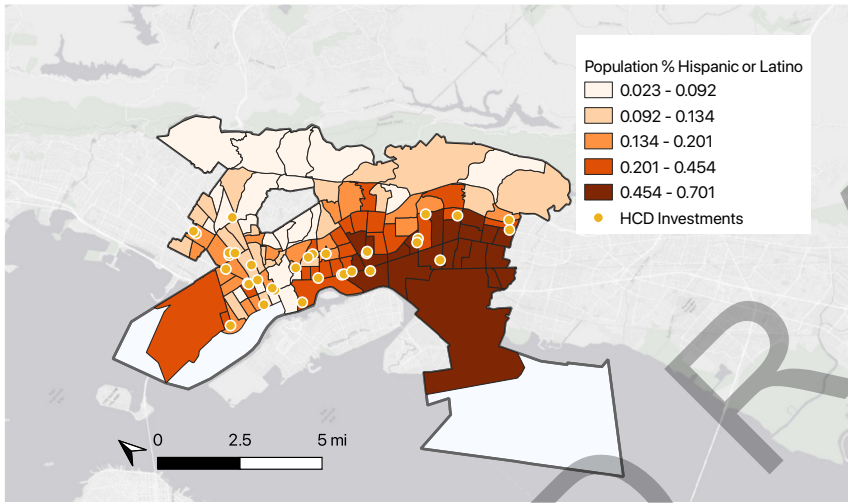 Population % Hispanic or Latino
0.023 - 0.092
0.092 - 0.134
0.134 - 0.201
0.201 - 0.454
0.454 - 0.701
HCD Investments
0 2.5 5 mi
O R